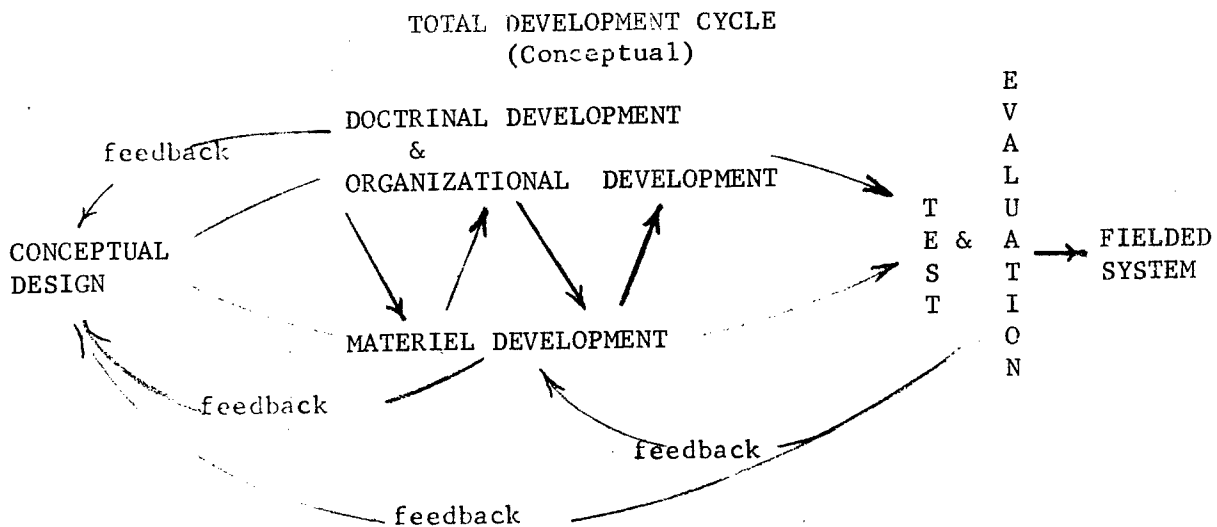 TOTAL DEVELOPMENT CYCLE
(Conceptual)
DOCTRINAL DEVELOPMENT
&
ORGANIZATIONAL DEVELOPMENT
feedback
CONCEPTUAL
DESIGN
MATERIEL DEVELOPMENT
TEST
&
EVALUATION
FIELDED
SYSTEM
feedback
feedback
feedback